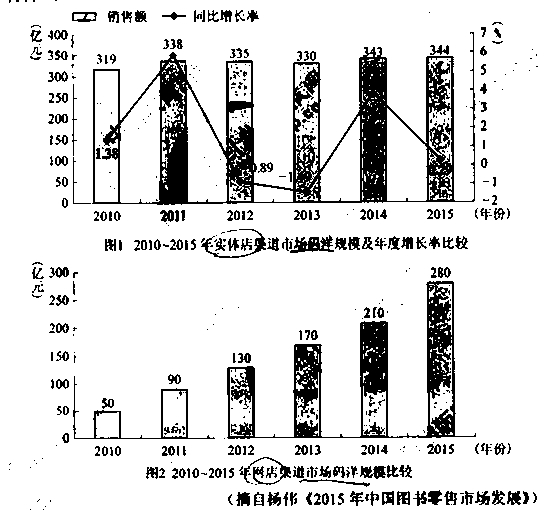 销售额 同比增长率
(亿元) %
400 7
350 6
300 5
250 4
200 3
150 2
100 1
50 0
0 -1
-2
319 338 335 330 343 344
1.38 0.89
2010 2011 2012 2013 2014 2015 (年份)
图1 2010~2015年实体店渠道市场码洋规模及年度增长率比较
(亿元)
300
250
200
150
100
50
0
50 90 130 170 210 280
2010 2011 2012 2013 2014 2015 (年份)
图2 2010~2015年网店渠道市场码洋规模比较
(摘自杨伟《2015年中国图书零售市场发展》)